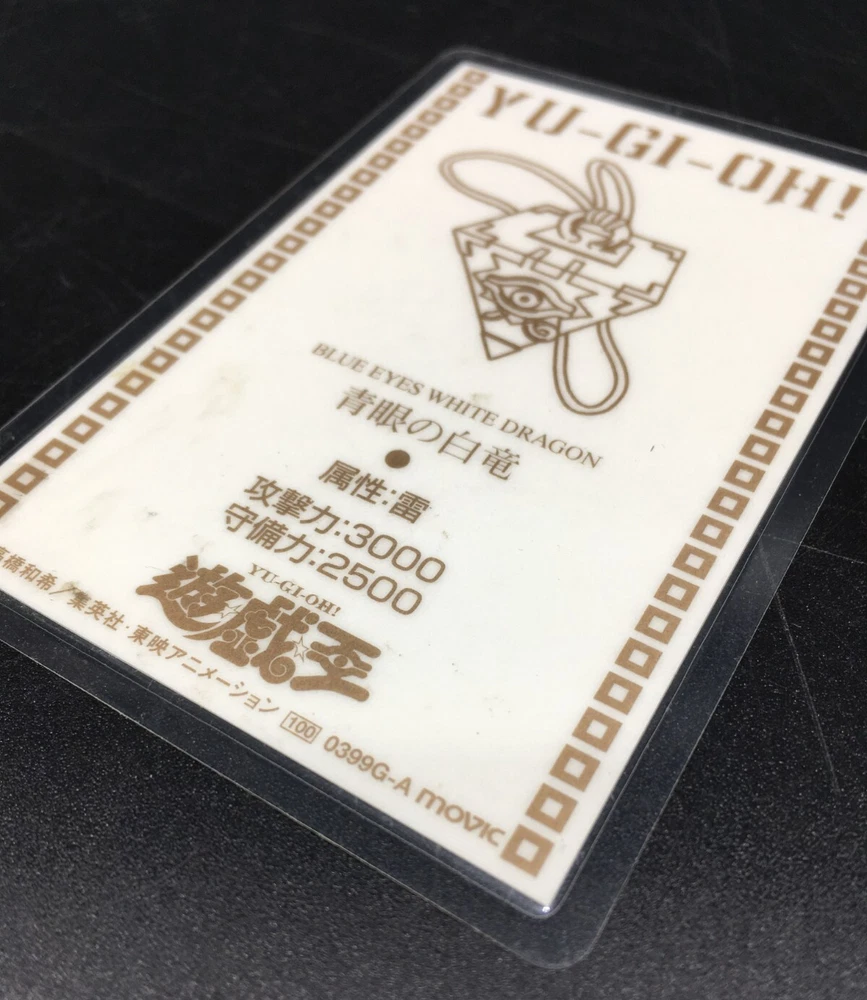 YU-GI-OH!
BLUE EYES WHITE DRAGON
青眼の白竜
●
属性:雷
攻撃力:3000
守備力:2500
YU-GI-OH!
遊戯王
高橋和希／集英社・東映アニメーション 100 0399G-A movic